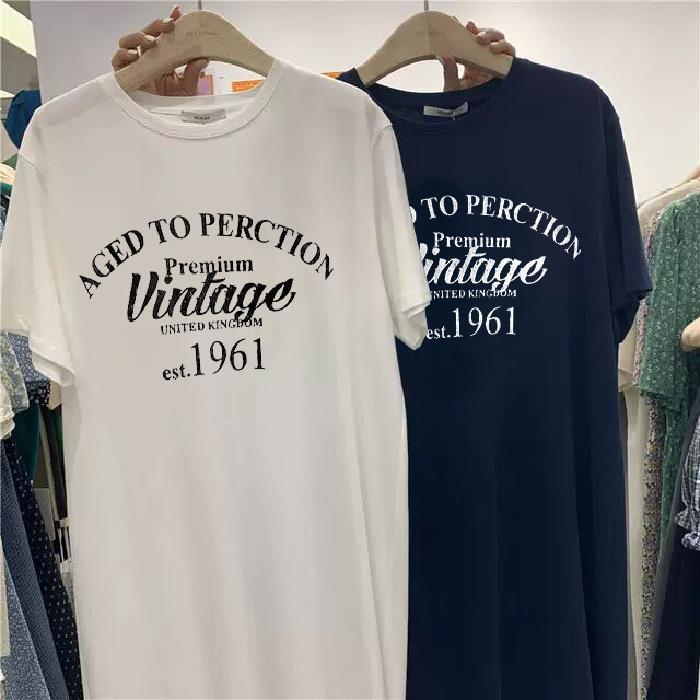 AGED TO PERCTION
Premium
Vintage
UNITED KINGDOM
est.1961
TO PERCTION
Premium
Vintage
UNITED KINGDOM
est.1961